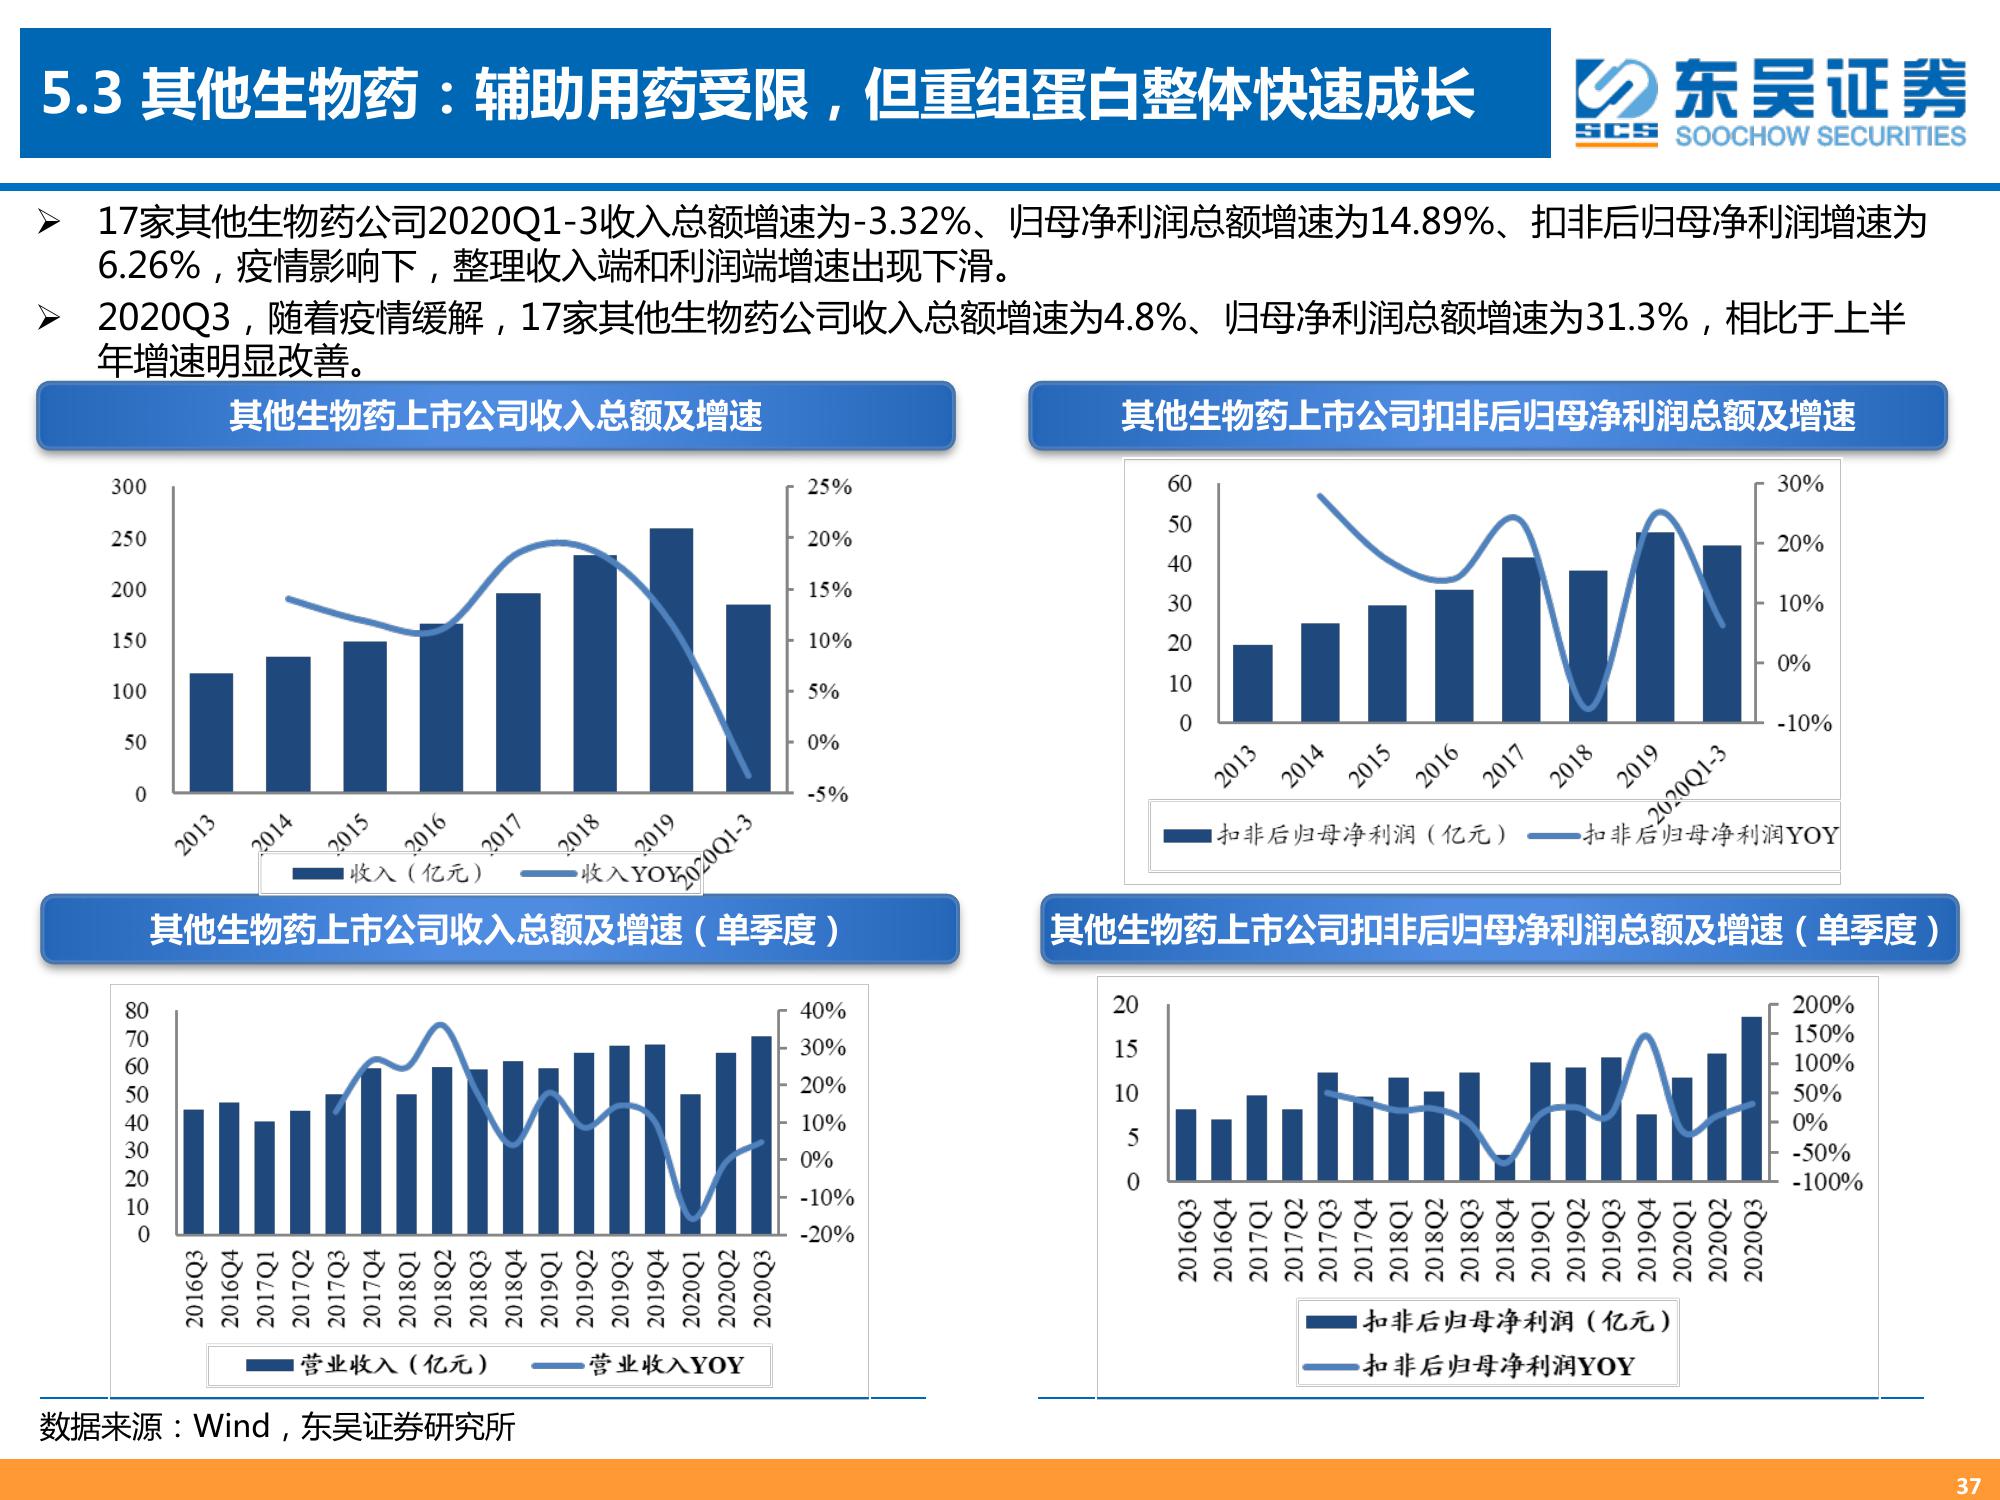 5.3 其他生物药：辅助用药受限，但重组蛋白整体快速成长
东吴证券
SCS
SOOCHOW SECURITIES
17家其他生物药公司2020Q1-3收入总额增速为-3.32%、归母净利润总额增速为14.89%、扣非后归母净利润增速为
6.26%，疫情影响下，整理收入端和利润端增速出现下滑。
2020Q3，随着疫情缓解，17家其他生物药公司收入总额增速为4.8%、归母净利润总额增速为31.3%，相比于上半
年增速明显改善。
其他生物药上市公司收入总额及增速
300
250
200
150
100
50
0
25%
20%
15%
10%
5%
0%
-5%
2013
2014
2015
2016
2017
2018
2019
2020Q1-3
收入（亿元）
收入YOY
其他生物药上市公司扣非后归母净利润总额及增速
60
50
40
30
20
10
0
30%
20%
10%
0%
-10%
2013
2014
2015
2016
2017
2018
2019
2020Q1-3
扣非后归母净利润（亿元）
扣非后归母净利润YOY
其他生物药上市公司收入总额及增速（单季度）
80
70
60
50
40
30
20
10
0
40%
30%
20%
10%
0%
-10%
-20%
2016Q3
2016Q4
2017Q1
2017Q2
2017Q3
2017Q4
2018Q1
2018Q2
2018Q3
2018Q4
2019Q1
2019Q2
2019Q3
2019Q4
2020Q1
2020Q2
2020Q3
营业收入（亿元）
营业收入YOY
其他生物药上市公司扣非后归母净利润总额及增速（单季度）
20
15
10
5
0
200%
150%
100%
50%
0%
-50%
-100%
2016Q3
2016Q4
2017Q1
2017Q2
2017Q3
2017Q4
2018Q1
2018Q2
2018Q3
2018Q4
2019Q1
2019Q2
2019Q3
2019Q4
2020Q1
2020Q2
2020Q3
扣非后归母净利润（亿元）
扣非后归母净利润YOY
数据来源：Wind，东吴证券研究所
37